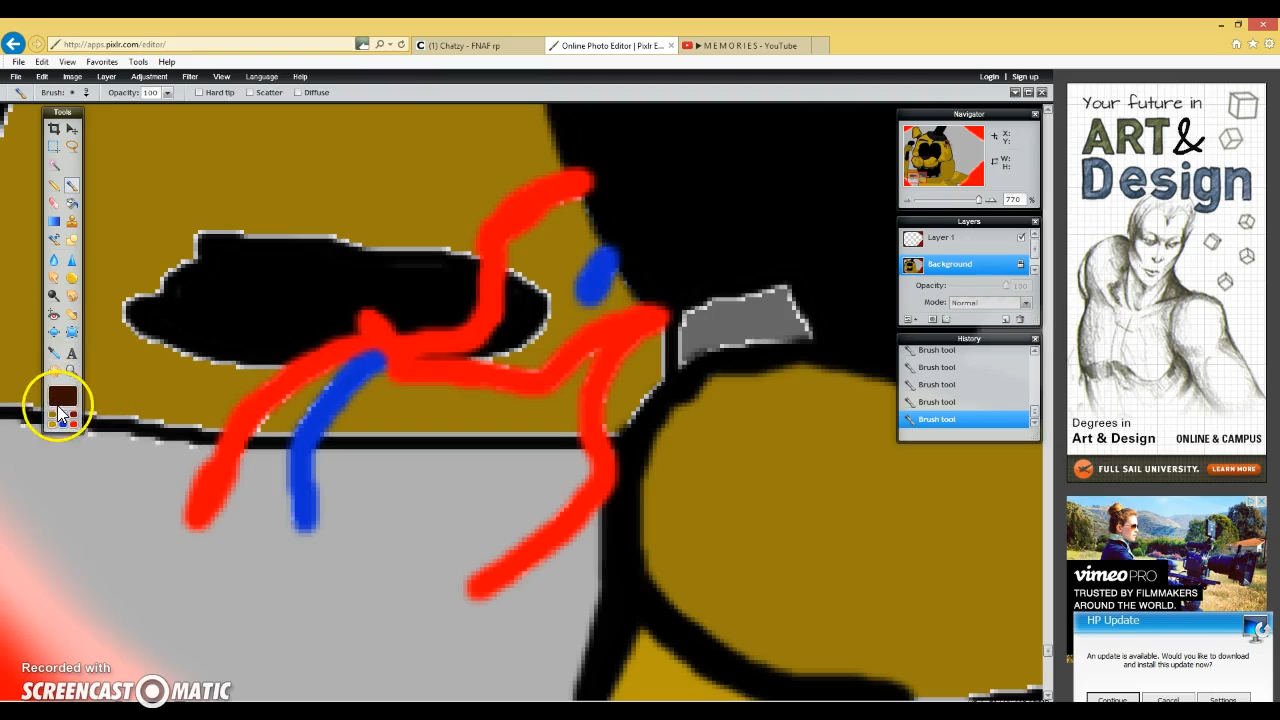 http://apps.pixlr.com/editor/
(1) Chatzy - FNAF rp
Online Photo Editor | Pixlr E...
M E M O R I E S - YouTube
File Edit View Favorites Tools Help
File Edit Image Layer Adjustment Filter View Language Help
Login | Sign up
Brush: 3 Opacity: 100 Hard tip Scatter Diffuse
Tools
Navigator
X:
Y:
W:
H:
770 %
Layers
Layer 1
Background
Opacity: 100
Mode: Normal
History
Brush tool
Brush tool
Brush tool
Brush tool
Brush tool
Your future in
ART &
Design
Degrees in
Art & Design ONLINE & CAMPUS
FULL SAIL UNIVERSITY. LEARN MORE
vimeo PRO
TRUSTED BY FILMMAKERS
AROUND THE WORLD.
HP Update
An update is available. Would you like to download
and install this update now?
Continue Cancel Settings
Recorded with
SCREENCAST MATIC